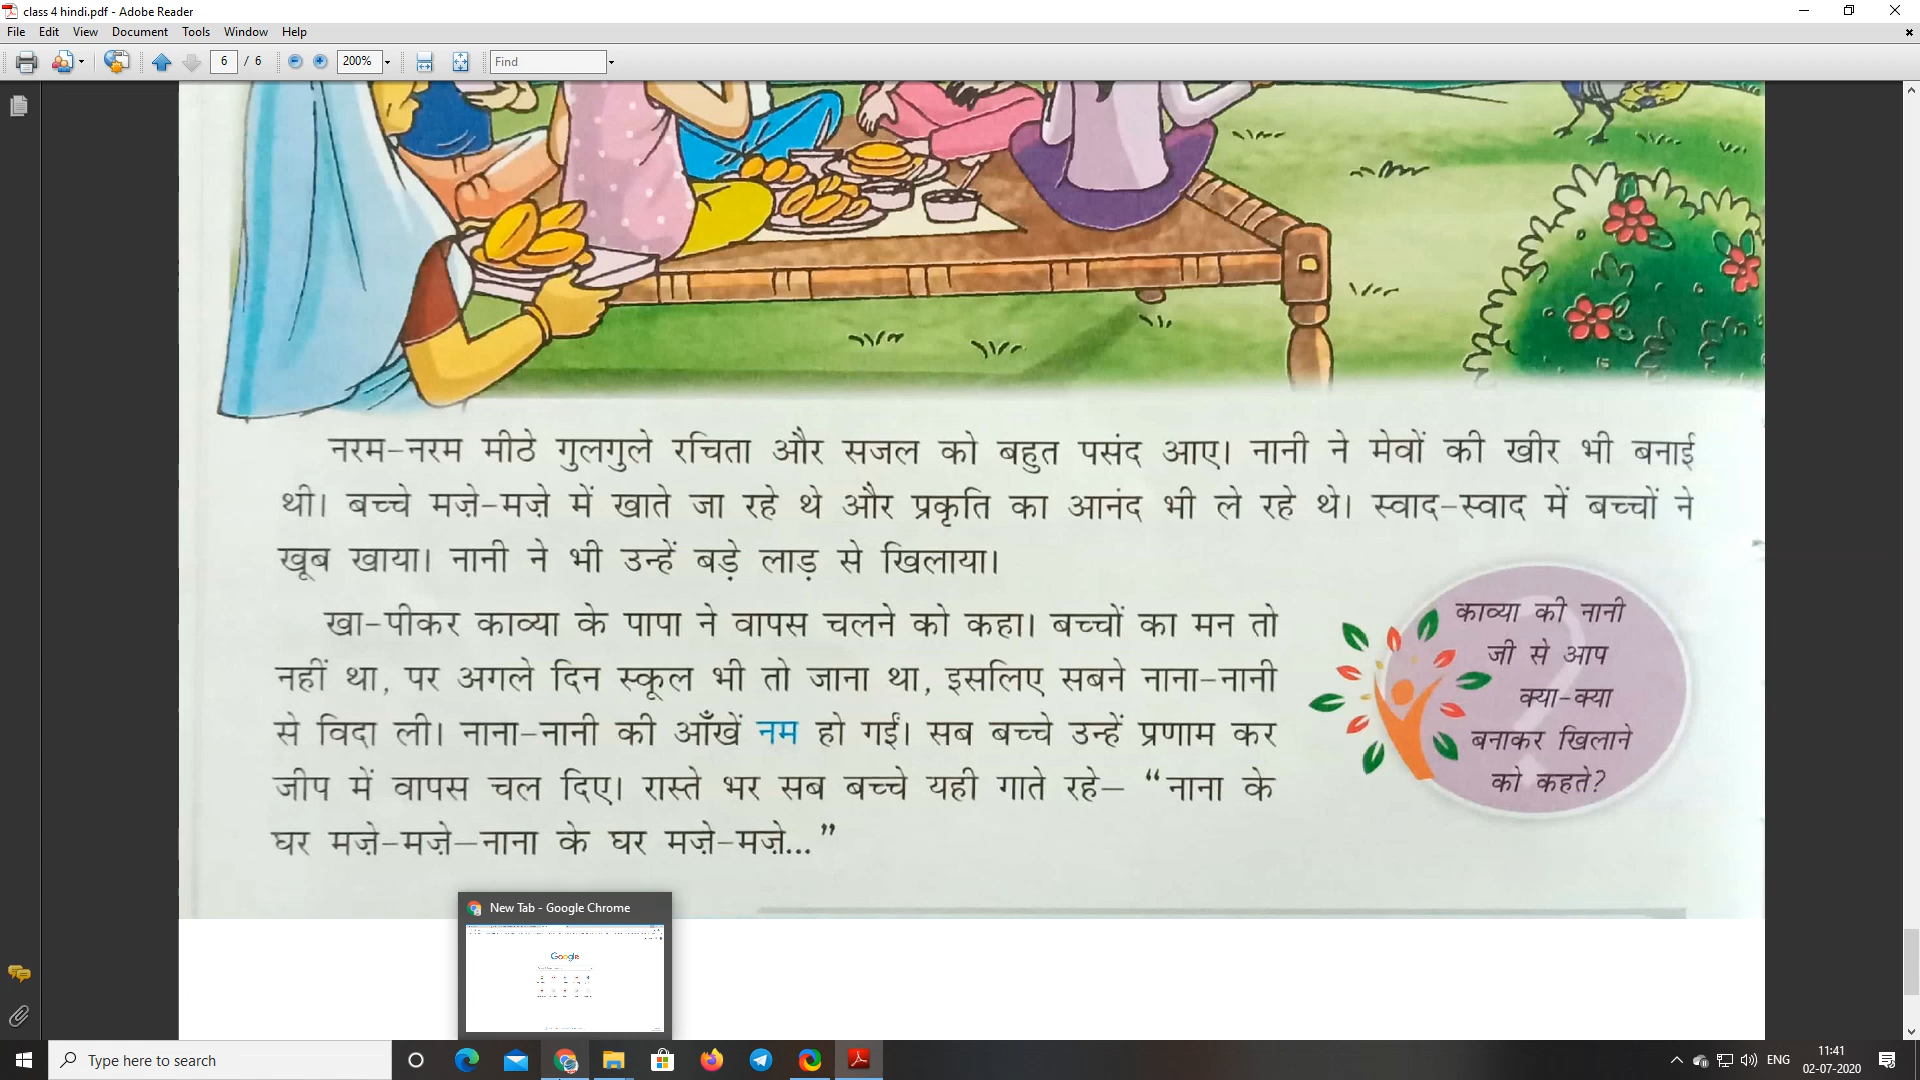 class 4 hindi.pdf - Adobe Reader
File Edit View Document Tools Window Help
6 / 6 200% Find
नरम-नरम मीठे गुलगुले रचिता और सजल को बहुत पसंद आए। नानी ने मेवों की खीर भी बनाई
थी। बच्चे मज़े-मज़े में खाते जा रहे थे और प्रकृति का आनंद भी ले रहे थे। स्वाद-स्वाद में बच्चों ने
खूब खाया। नानी ने भी उन्हें बड़े लाड़ से खिलाया।
खा-पीकर काव्या के पापा ने वापस चलने को कहा। बच्चों का मन तो
नहीं था, पर अगले दिन स्कूल भी तो जाना था, इसलिए सबने नाना-नानी
से विदा ली। नाना-नानी की आँखें नम हो गईं। सब बच्चे उन्हें प्रणाम कर
जीप में वापस चल दिए। रास्ते भर सब बच्चे यही गाते रहे— “नाना के
घर मज़े-मज़े—नाना के घर मज़े-मज़े...”
काव्या की नानी
जी से आप
क्या-क्या
बनाकर खिलाने
को कहते?
New Tab - Google Chrome
Google
Type here to search
ENG
11:41
02-07-2020